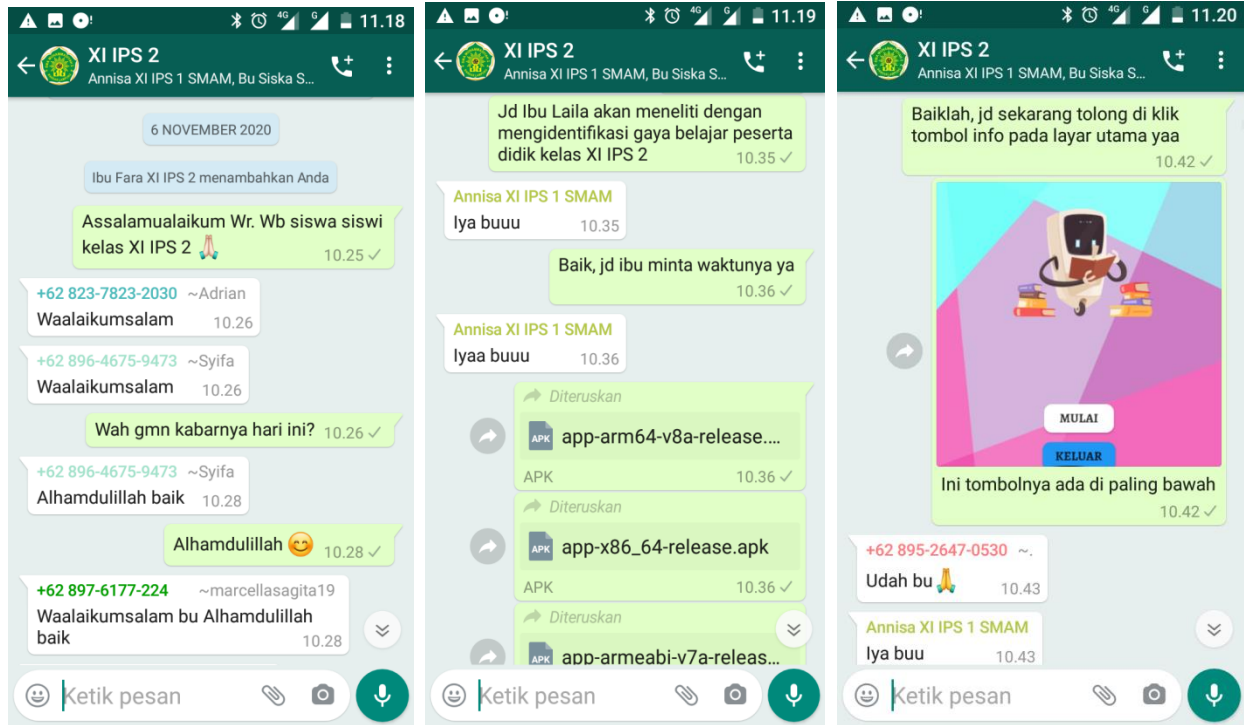 4G G 11.18
XI IPS 2
Annisa XI IPS 1 SMAM, Bu Siska S...
6 NOVEMBER 2020
Ibu Fara XI IPS 2 menambahkan Anda
Assalamualaikum Wr. Wb siswa siswi
kelas XI IPS 2 🙏🏻
10.25
+62 823-7823-2030 ~Adrian
Waalaikumsalam 10.26
+62 896-4675-9473 ~Syifa
Waalaikumsalam 10.26
Wah gmn kabarnya hari ini? 10.26
+62 896-4675-9473 ~Syifa
Alhamdulillah baik 10.28
Alhamdulillah 😊 10.28
+62 897-6177-224 ~marcellasagita19
Waalaikumsalam bu Alhamdulillah
baik 10.28
Ketik pesan
4G G 11.19
XI IPS 2
Annisa XI IPS 1 SMAM, Bu Siska S...
Jd Ibu Laila akan meneliti dengan
mengidentifikasi gaya belajar peserta
didik kelas XI IPS 2 10.35
Annisa XI IPS 1 SMAM
Iya buuu 10.35
Baik, jd ibu minta waktunya ya
10.36
Annisa XI IPS 1 SMAM
Iyaa buuu 10.36
Diteruskan
APK app-arm64-v8a-release....
APK 10.36
Diteruskan
APK app-x86_64-release.apk
APK 10.36
Diteruskan
APK app-armeabi-v7a-releas...
Ketik pesan
4G G 11.20
XI IPS 2
Annisa XI IPS 1 SMAM, Bu Siska S...
Baiklah, jd sekarang tolong di klik
tombol info pada layar utama yaa
10.42
MULAI
KELUAR
Ini tombolnya ada di paling bawah
10.42
+62 895-2647-0530 ~.
Udah bu🙏 10.43
Annisa XI IPS 1 SMAM
Iya buu 10.43
Ketik pesan